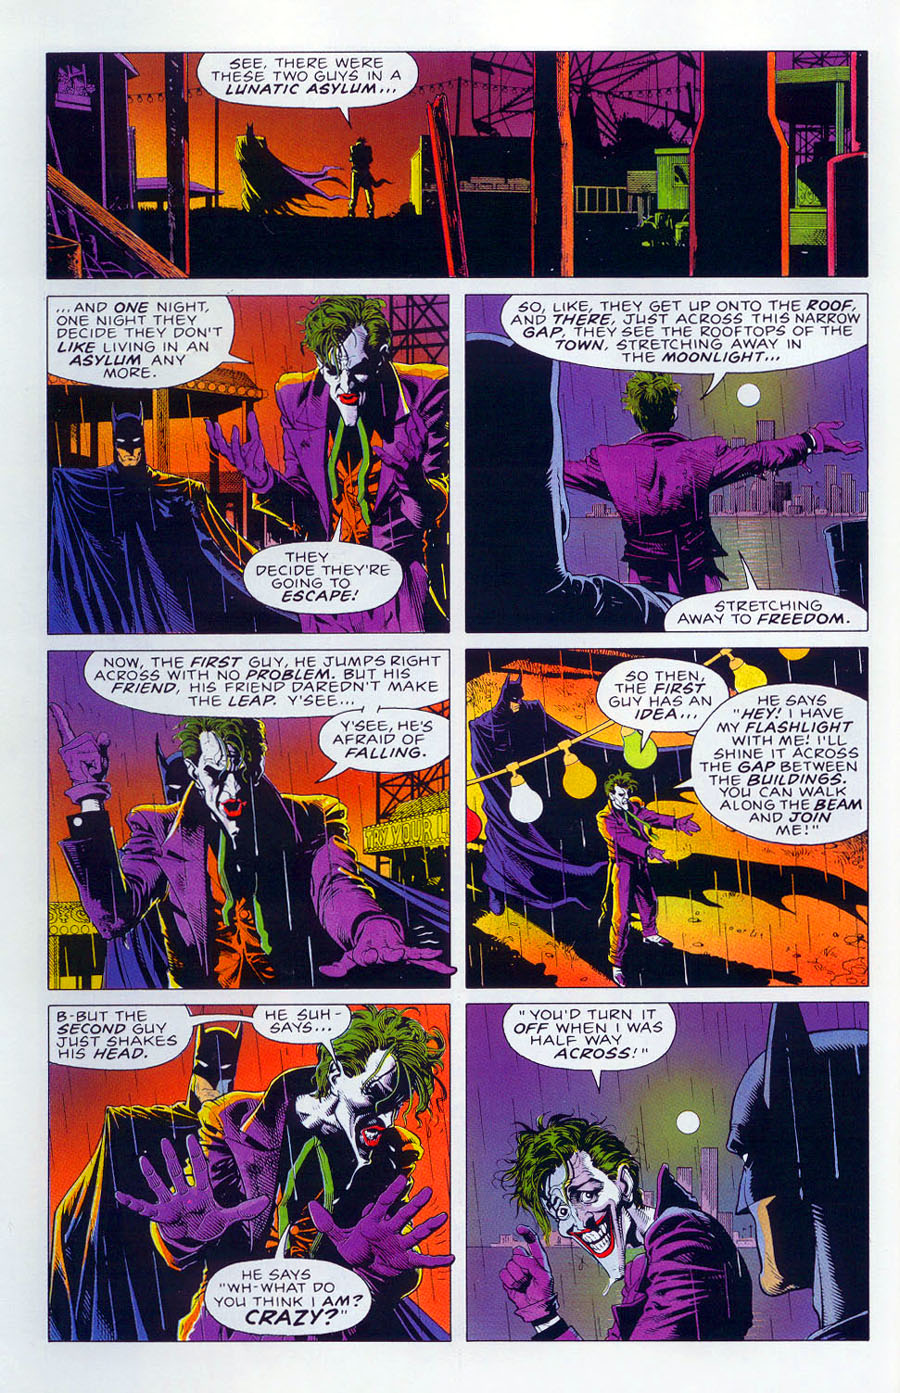 SEE, THERE WERE
THESE TWO GUYS IN A
LUNATIC ASYLUM...
...AND ONE NIGHT,
ONE NIGHT THEY
DECIDE THEY DON'T
LIKE LIVING IN AN
ASYLUM ANY
MORE.
THEY
DECIDE THEY'RE
GOING TO
ESCAPE!
SO, LIKE, THEY GET UP ONTO THE ROOF,
AND THERE, JUST ACROSS THIS NARROW
GAP, THEY SEE THE ROOFTOPS OF THE
TOWN, STRETCHING AWAY IN
THE MOONLIGHT...
STRETCHING
AWAY TO FREEDOM.
NOW, THE FIRST GUY, HE JUMPS RIGHT
ACROSS WITH NO PROBLEM. BUT HIS
FRIEND, HIS FRIEND DAREDN'T MAKE
THE LEAP. Y'SEE...
Y'SEE, HE'S
AFRAID OF
FALLING.
TRY YOUR L
SO THEN,
THE FIRST
GUY HAS AN
IDEA...
HE SAYS
"HEY! I HAVE
MY FLASHLIGHT
WITH ME! I'LL
SHINE IT ACROSS
THE GAP BETWEEN
THE BUILDINGS.
YOU CAN WALK
ALONG THE BEAM
AND JOIN
ME!"
B-BUT THE
SECOND GUY
JUST SHAKES
HIS HEAD.
HE SUH-
SAYS...
HE SAYS
"WH-WHAT DO
YOU THINK I AM?
CRAZY?"
"YOU'D TURN IT
OFF WHEN I WAS
HALF WAY
ACROSS!"